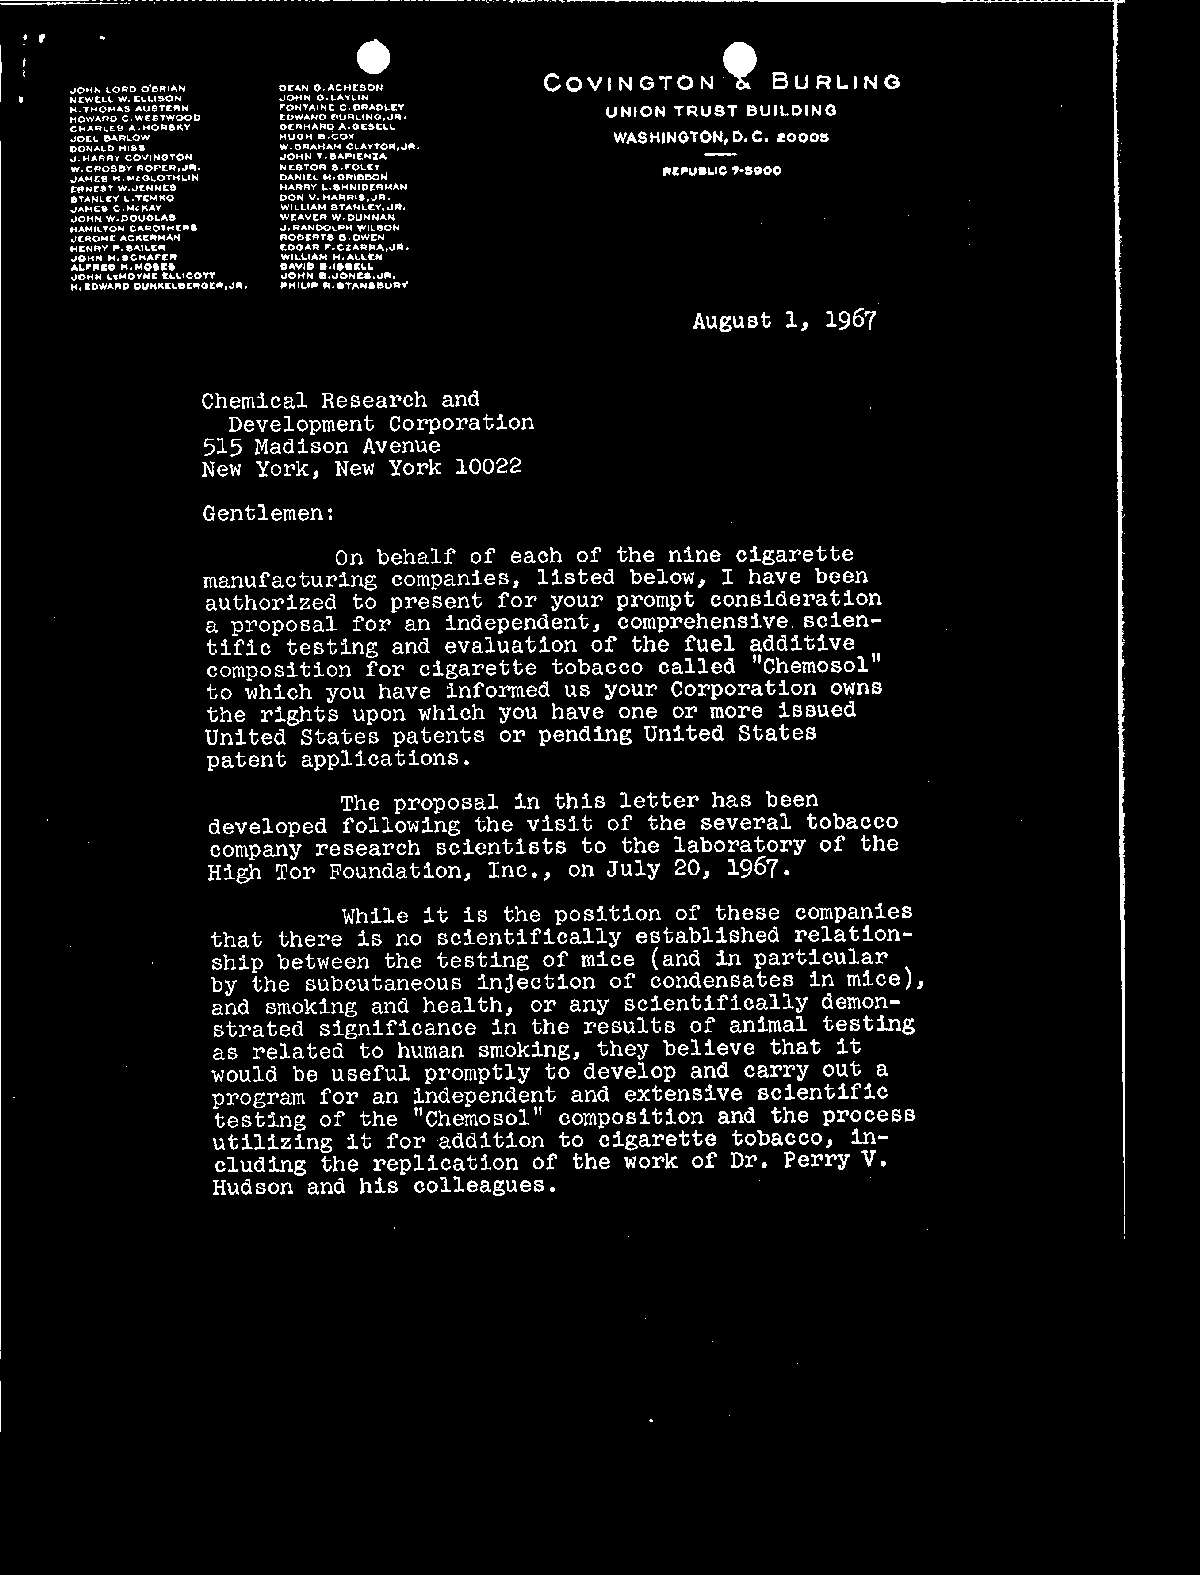 JOHN LORD O'BRIAN
NEWELL W. ELLISON
H. THOMAS AUSTERN
HOWARD C. WESTWOOD
CHARLES A. HORSKY
JOEL BARLOW
DONALD HISS
J. HARRY COVINGTON
W. CROSBY ROPER, JR.
JAMES H. McGLOTHLIN
ERNEST W. JENNES
STANLEY L. TEMKO
JAMES C. McKAY
JOHN W. DOUGLAS
HAMILTON CAROTHERS
JEROME ACKERMAN
HENRY P. SAILER
JOHN H. SCHAFER
ALFRED H. MOSES
JOHN LEMOYNE ELLICOTT
H. EDWARD DUNKELBERGER, JR.
DEAN G. ACHESON
JOHN G. LAYLIN
FONTAINE C. BRADLEY
EDWARD BURLING, JR.
GERHARD A. GESELL
HUGH B. COX
W. GRAHAM CLAYTOR, JR.
JOHN T. SAPIENZA
NESTOR S. FOLEY
DANIEL M. GRIBBON
HARRY L. SHNIDERMAN
DON V. HARRIS, JR.
WILLIAM STANLEY, JR.
WEAVER W. DUNNAN
J. RANDOLPH WILSON
ROBERTS B. OWEN
EDGAR F. CZARRA, JR.
WILLIAM H. ALLEN
DAVID B. ISBELL
JOHN B. JONES, JR.
PHILIP R. STANSBURY
COVINGTON & BURLING
UNION TRUST BUILDING
WASHINGTON, D. C. 20005
REPUBLIC 7-5900
August 1, 1967
Chemical Research and
Development Corporation
515 Madison Avenue
New York, New York 10022
Gentlemen:
On behalf of each of the nine cigarette
manufacturing companies, listed below, I have been
authorized to present for your prompt consideration
a proposal for an independent, comprehensive scien-
tific testing and evaluation of the fuel additive
composition for cigarette tobacco called "Chemosol"
to which you have informed us your Corporation owns
the rights upon which you have one or more issued
United States patents or pending United States
patent applications.
The proposal in this letter has been
developed following the visit of the several tobacco
company research scientists to the laboratory of the
High Tor Foundation, Inc., on July 20, 1967.
While it is the position of these companies
that there is no scientifically established relation-
ship between the testing of mice (and in particular
by the subcutaneous injection of condensates in mice),
and smoking and health, or any scientifically demon-
strated significance in the results of animal testing
as related to human smoking, they believe that it
would be useful promptly to develop and carry out a
program for an independent and extensive scientific
testing of the "Chemosol" composition and the process
utilizing it for addition to cigarette tobacco, in-
cluding the replication of the work of Dr. Perry V.
Hudson and his colleagues.